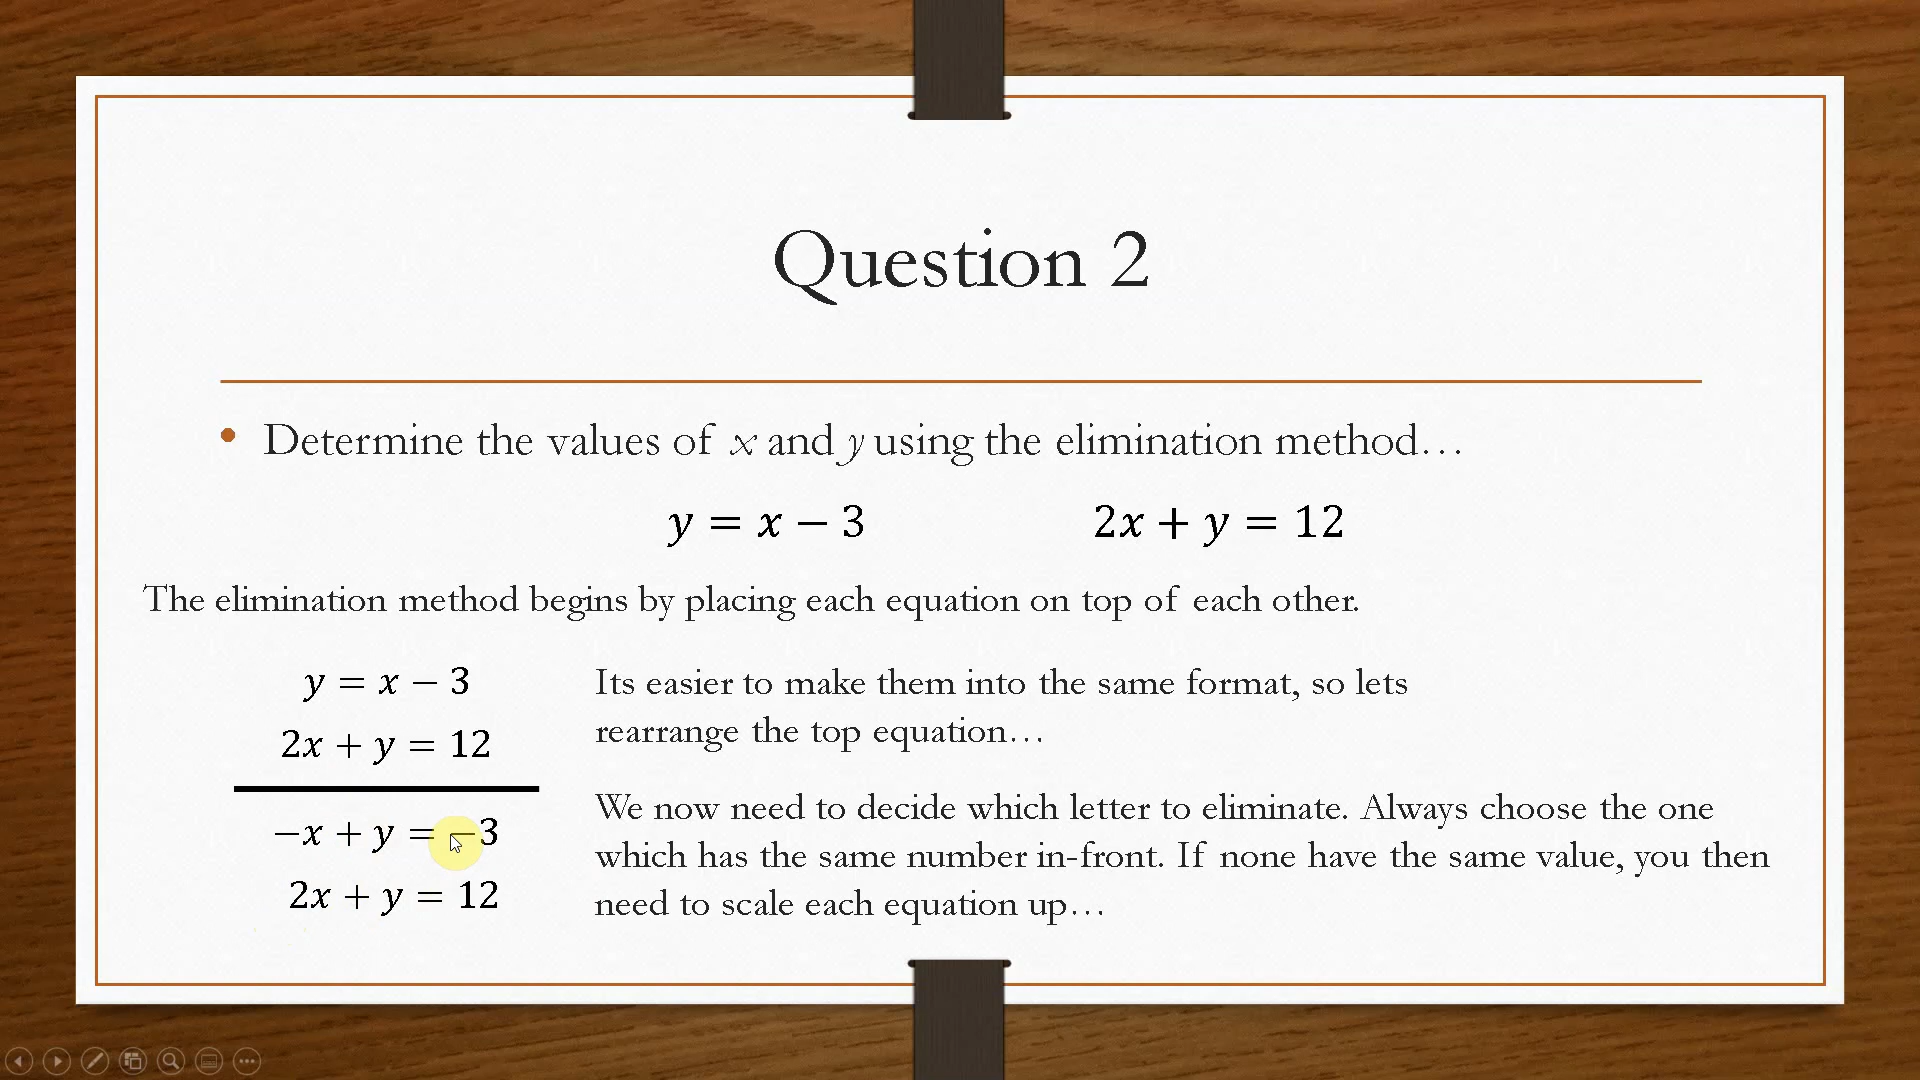 Question 2
• Determine the values of x and y using the elimination method…
y = x − 3 2x + y = 12
The elimination method begins by placing each equation on top of each other.
y = x − 3
2x + y = 12
Its easier to make them into the same format, so lets
rearrange the top equation…
−x + y = −3
2x + y = 12
We now need to decide which letter to eliminate. Always choose the one
which has the same number in-front. If none have the same value, you then
need to scale each equation up…